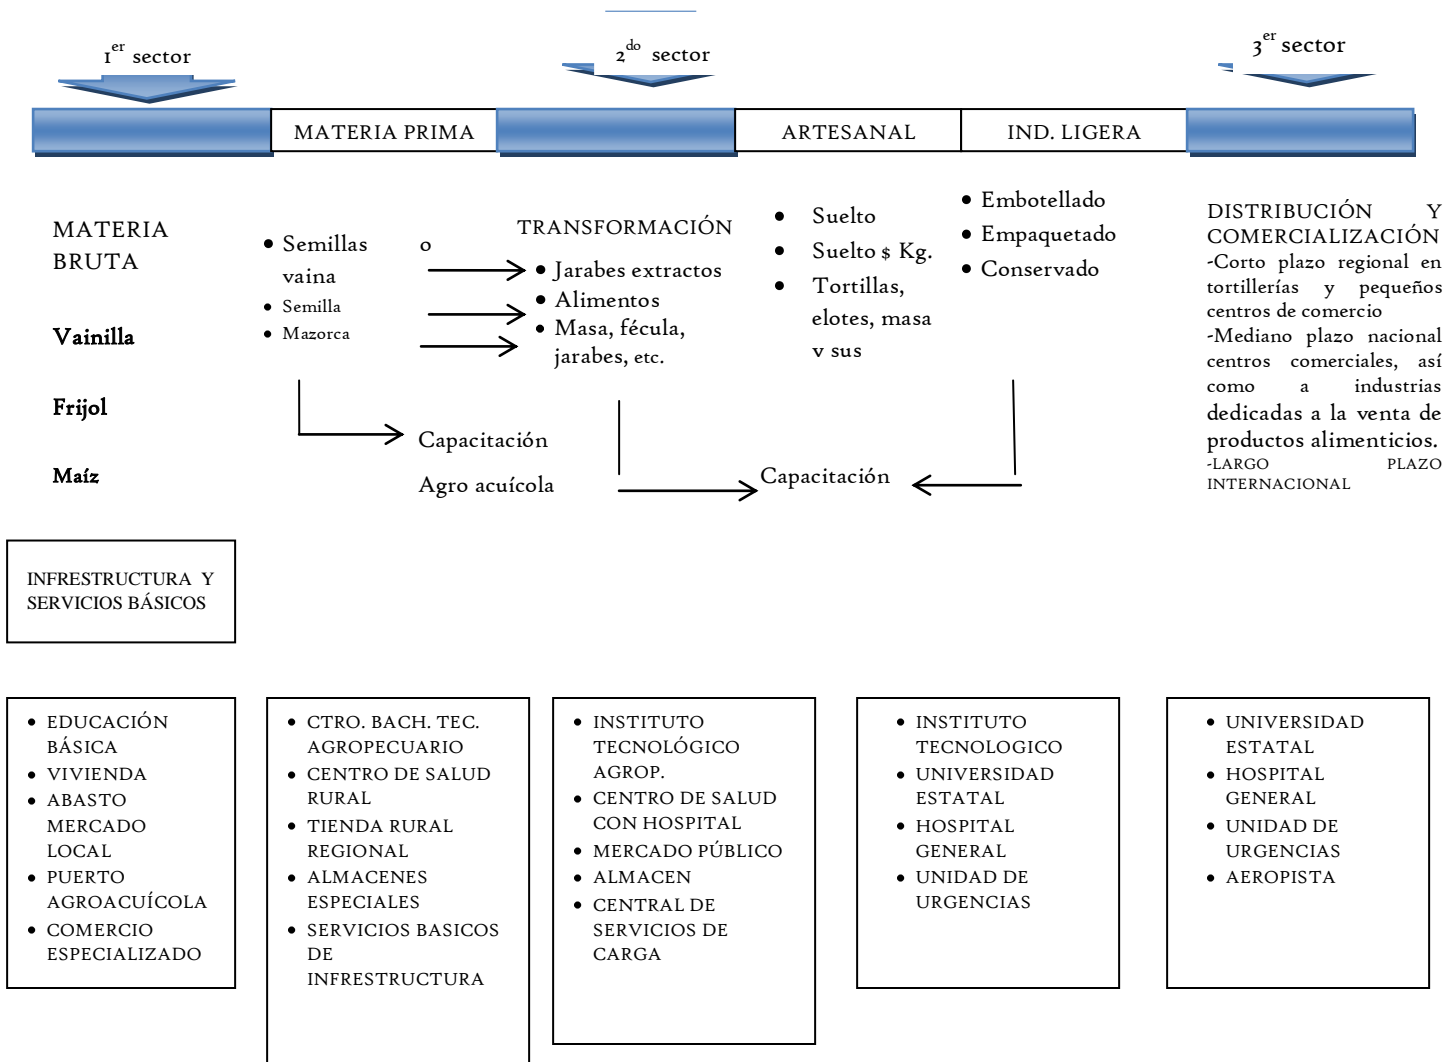 1er sector
2do sector
3er sector
MATERIA PRIMA
ARTESANAL
IND. LIGERA
MATERIA
BRUTA
Vainilla
Frijol
Maíz
• Semillas o
vaina
• Semilla
• Mazorca
TRANSFORMACIÓN
• Jarabes extractos
• Alimentos
• Masa, fécula,
jarabes, etc.
• Suelto
• Suelto $ Kg.
• Tortillas,
elotes, masa
y sus
• Embotellado
• Empaquetado
• Conservado
DISTRIBUCIÓN Y
COMERCIALIZACIÓN
-Corto plazo regional en
tortillerías y pequeños
centros de comercio
-Mediano plazo nacional
centros comerciales, así
como a industrias
dedicadas a la venta de
productos alimenticios.
-LARGO PLAZO
INTERNACIONAL
Capacitación
Agro acuícola
Capacitación
INFRESTRUCTURA Y
SERVICIOS BÁSICOS
• EDUCACIÓN
BÁSICA
• VIVIENDA
• ABASTO
MERCADO
LOCAL
• PUERTO
AGROACUÍCOLA
• COMERCIO
ESPECIALIZADO
• CTRO. BACH. TEC.
AGROPECUARIO
• CENTRO DE SALUD
RURAL
• TIENDA RURAL
REGIONAL
• ALMACENES
ESPECIALES
• SERVICIOS BASICOS
DE
INFRESTRUCTURA
• INSTITUTO
TECNOLÓGICO
AGROP.
• CENTRO DE SALUD
CON HOSPITAL
• MERCADO PÚBLICO
• ALMACEN
• CENTRAL DE
SERVICIOS DE
CARGA
• INSTITUTO
TECNOLOGICO
• UNIVERSIDAD
ESTATAL
• HOSPITAL
GENERAL
• UNIDAD DE
URGENCIAS
• UNIVERSIDAD
ESTATAL
• HOSPITAL
GENERAL
• UNIDAD DE
URGENCIAS
• AEROPISTA